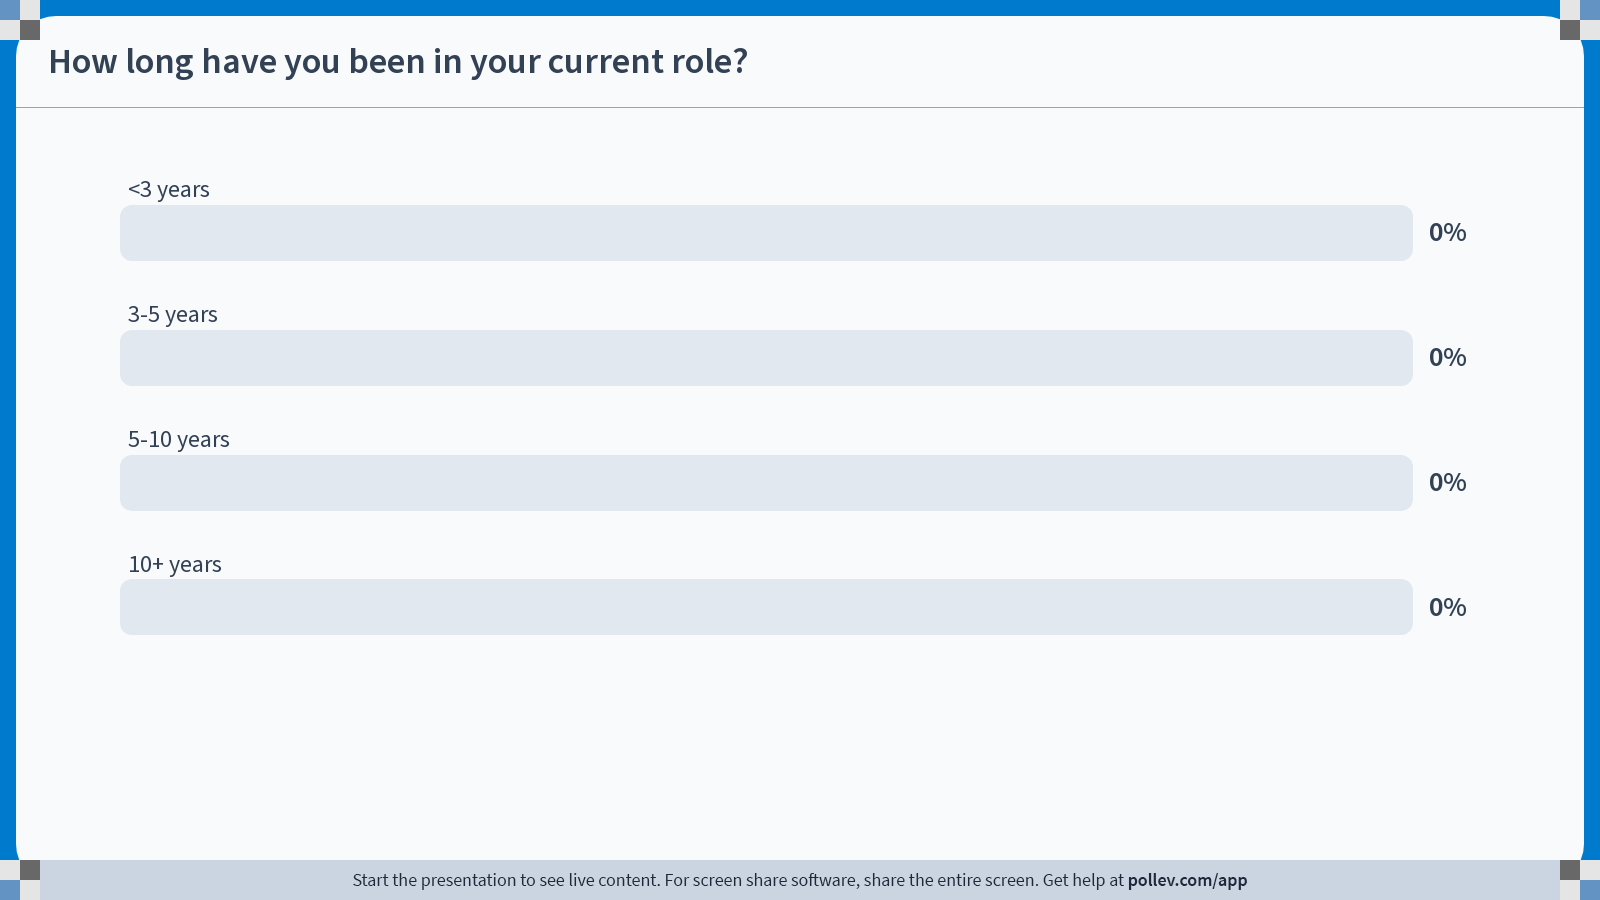 How long have you been in your current role?
<3 years
0%
3-5 years
0%
5-10 years
0%
10+ years
0%
Start the presentation to see live content. For screen share software, share the entire screen. Get help at pollev.com/app